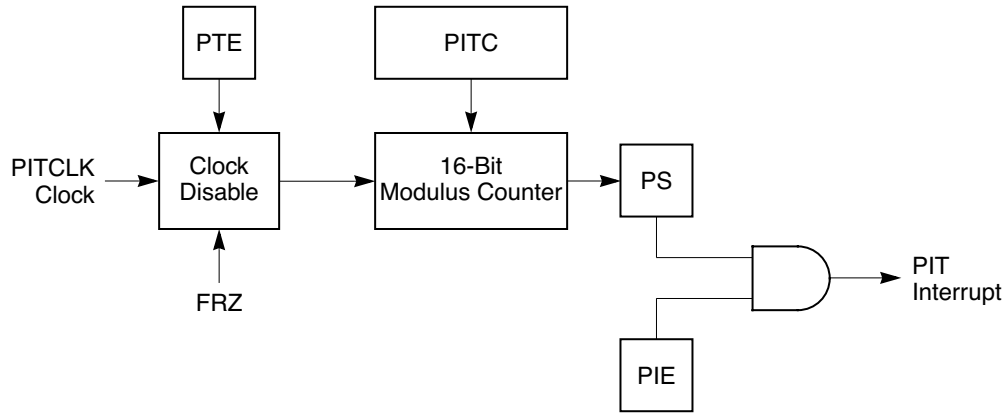 PTE
PITC
PITCLK
Clock
Clock
Disable
16-Bit
Modulus Counter
PS
FRZ
PIT
Interrupt
PIE